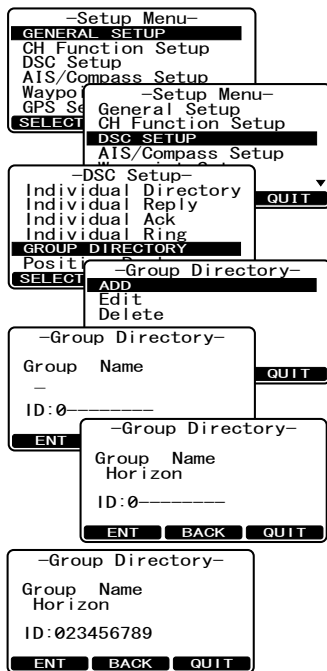 —Setup Menu—
GENERAL SETUP
CH Function Setup
DSC Setup
AIS/Compass Setup
GPS
SELECT
—Setup Menu—
General Setup
CH Function Setup
DSC SETUP
AIS/Compass Setup
QUIT
—DSC Setup—
Individual Directory
Individual Reply
Individual Ack
Individual Ring
GROUP DIRECTORY
SELECT
—Group Directory—
ADD
Edit
Delete
QUIT
—Group Directory—
Group Name
_
ID:0————————
ENT
—Group Directory—
Group Name
Horizon
ID:0————————
ENT BACK QUIT
—Group Directory—
Group Name
Horizon
ID:023456789
ENT BACK QUIT